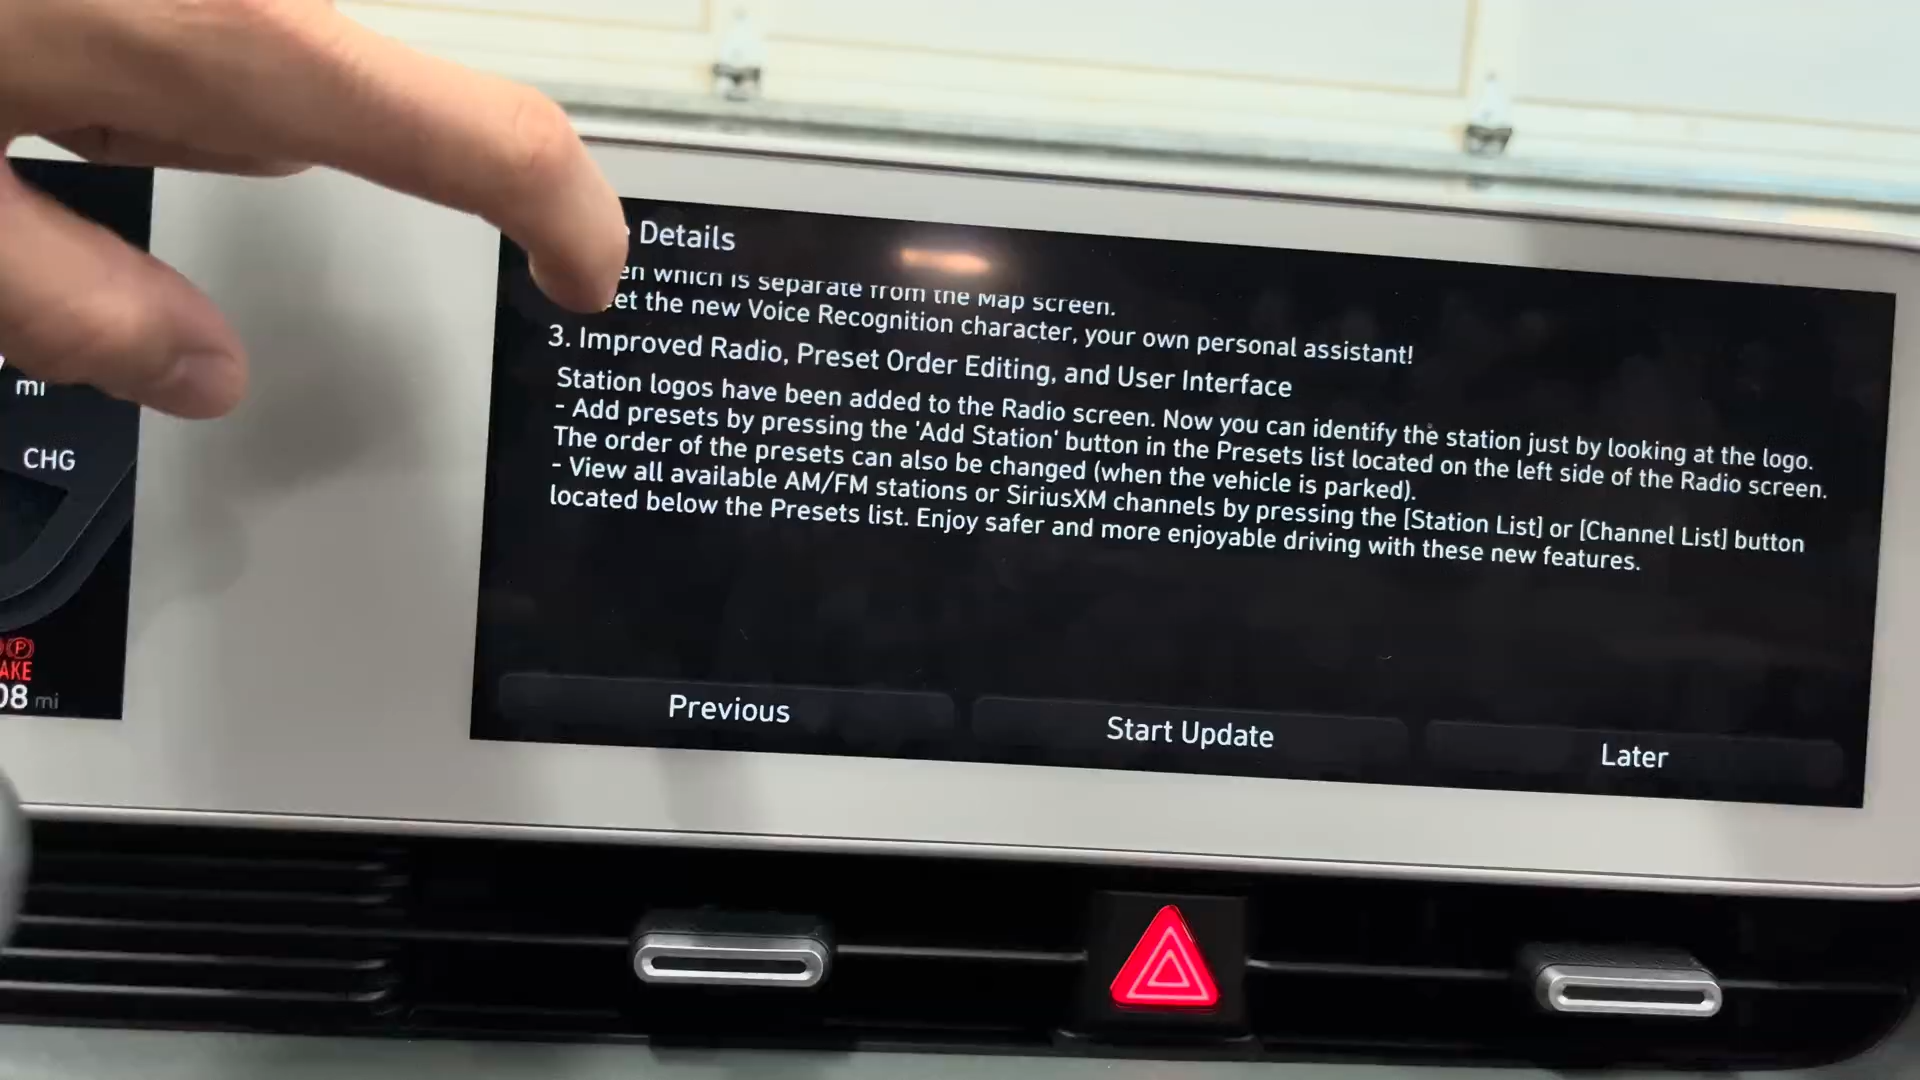 Details
which is separate from the Map screen.
the new Voice Recognition character, your own personal assistant!
3. Improved Radio, Preset Order Editing, and User Interface
Station logos have been added to the Radio screen. Now you can identify the station just by looking at the logo.
- Add presets by pressing the 'Add Station' button in the Presets list located on the left side of the Radio screen.
The order of the presets can also be changed (when the vehicle is parked).
- View all available AM/FM stations or SiriusXM channels by pressing the [Station List] or [Channel List] button
located below the Presets list. Enjoy safer and more enjoyable driving with these new features.
Previous
Start Update
Later
mi
CHG
P
08 mi